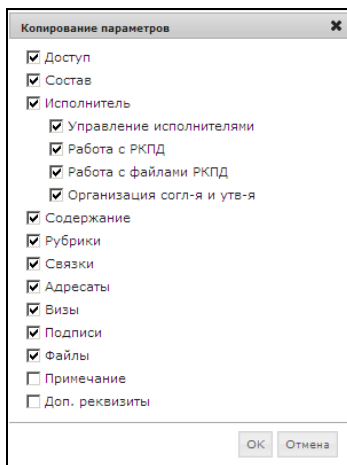 Копирование параметров
Доступ
Состав
Исполнитель
Управление исполнителями
Работа с РКПД
Работа с файлами РКПД
Организация согл-я и утв-я
Содержание
Рубрики
Связки
Адресаты
Визы
Подписи
Файлы
Примечание
Доп. реквизиты
OK Отмена